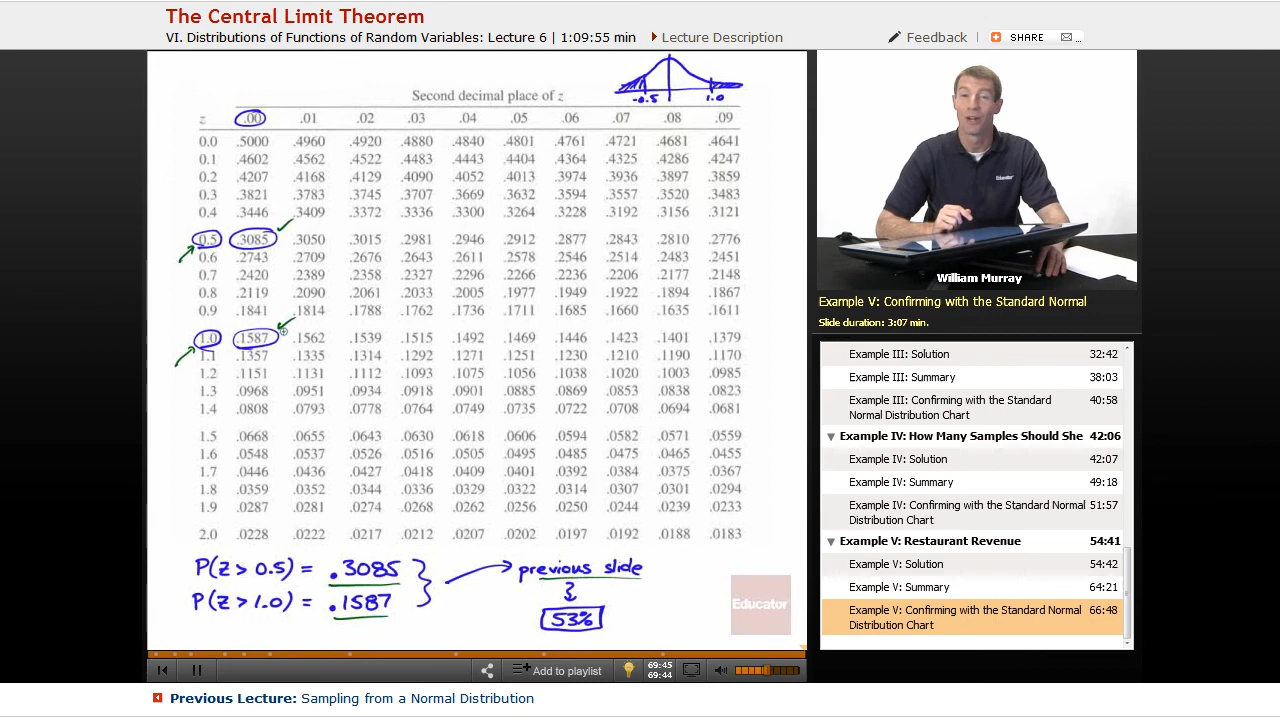 The Central Limit Theorem
VI. Distributions of Functions of Random Variables: Lecture 6 | 1:09:55 min
Lecture Description
Feedback
SHARE ...
-0.5 1.0
Second decimal place of z
z .00 .01 .02 .03 .04 .05 .06 .07 .08 .09
0.0 .5000 .4960 .4920 .4880 .4840 .4801 .4761 .4721 .4681 .4641
0.1 .4602 .4562 .4522 .4483 .4443 .4404 .4364 .4325 .4286 .4247
0.2 .4207 .4168 .4129 .4090 .4052 .4013 .3974 .3936 .3897 .3859
0.3 .3821 .3783 .3745 .3707 .3669 .3632 .3594 .3557 .3520 .3483
0.4 .3446 .3409 .3372 .3336 .3300 .3264 .3228 .3192 .3156 .3121
0.5 .3085 .3050 .3015 .2981 .2946 .2912 .2877 .2843 .2810 .2776
0.6 .2743 .2709 .2676 .2643 .2611 .2578 .2546 .2514 .2483 .2451
0.7 .2420 .2389 .2358 .2327 .2296 .2266 .2236 .2206 .2177 .2148
0.8 .2119 .2090 .2061 .2033 .2005 .1977 .1949 .1922 .1894 .1867
0.9 .1841 .1814 .1788 .1762 .1736 .1711 .1685 .1660 .1635 .1611
1.0 .1587 .1562 .1539 .1515 .1492 .1469 .1446 .1423 .1401 .1379
1.1 .1357 .1335 .1314 .1292 .1271 .1251 .1230 .1210 .1190 .1170
1.2 .1151 .1131 .1112 .1093 .1075 .1056 .1038 .1020 .1003 .0985
1.3 .0968 .0951 .0934 .0918 .0901 .0885 .0869 .0853 .0838 .0823
1.4 .0808 .0793 .0778 .0764 .0749 .0735 .0722 .0708 .0694 .0681
1.5 .0668 .0655 .0643 .0630 .0618 .0606 .0594 .0582 .0571 .0559
1.6 .0548 .0537 .0526 .0516 .0505 .0495 .0485 .0475 .0465 .0455
1.7 .0446 .0436 .0427 .0418 .0409 .0401 .0392 .0384 .0375 .0367
1.8 .0359 .0352 .0344 .0336 .0329 .0322 .0314 .0307 .0301 .0294
1.9 .0287 .0281 .0274 .0268 .0262 .0256 .0250 .0244 .0239 .0233
2.0 .0228 .0222 .0217 .0212 .0207 .0202 .0197 .0192 .0188 .0183
P(Z > 0.5) = .3085
P(Z > 1.0) = .1587
previous slide
53%
Educator
Educator
William Murray
Example V: Confirming with the Standard Normal
Slide duration: 3:07 min.
Example III: Solution 32:42
Example III: Summary 38:03
Example III: Confirming with the Standard 40:58
Normal Distribution Chart
Example IV: How Many Samples Should She 42:06
Example IV: Solution 42:07
Example IV: Summary 49:18
Example IV: Confirming with the Standard Normal 51:57
Distribution Chart
Example V: Restaurant Revenue 54:41
Example V: Solution 54:42
Example V: Summary 64:21
Example V: Confirming with the Standard Normal 66:48
Distribution Chart
Add to playlist
69:45
69:44
Previous Lecture: Sampling from a Normal Distribution